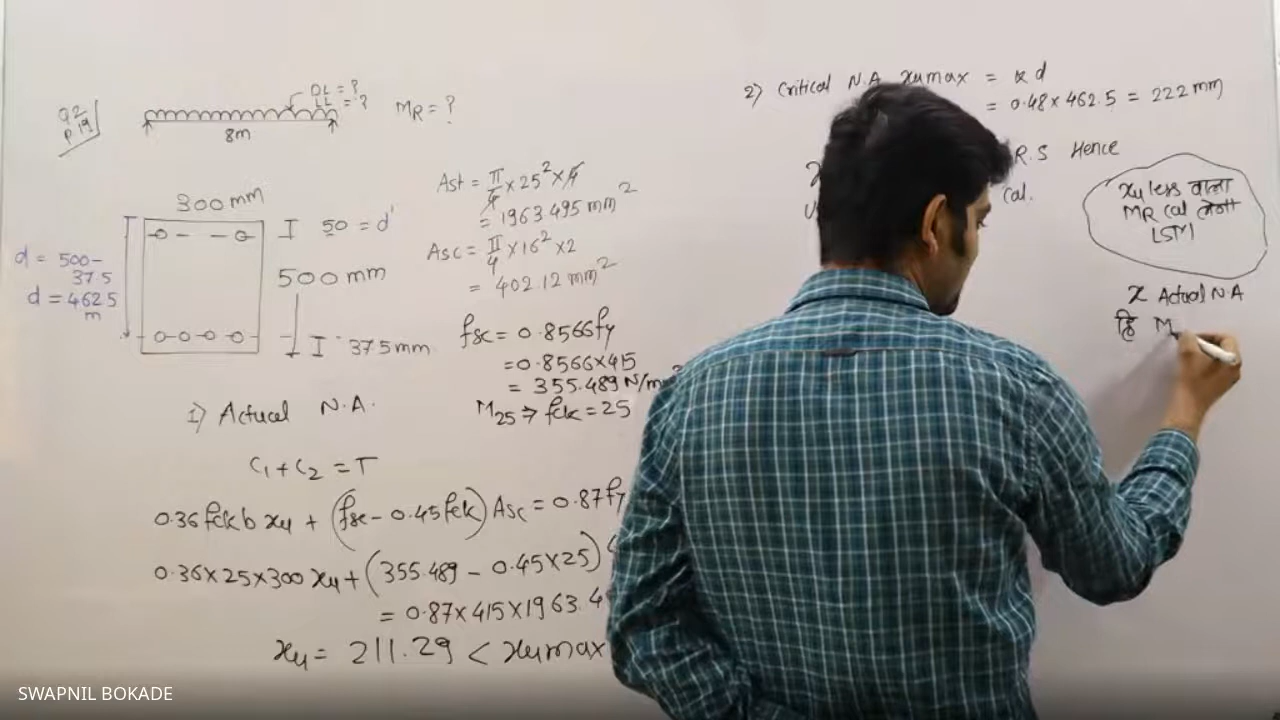 Q2
P 19
DL = ?
LL = ?
MR = ?
8m
300 mm
I 50 = d'
d = 500-
37.5
d = 462.5
m
500 mm
I 37.5 mm
Ast = π/4 × 25² × 4
= 1963.495 mm²
Asc = π/4 × 16² × 2
= 402.12 mm²
fsc = 0.8566 fy
= 0.8566 × 415
= 355.489 N/m
M25 ⇒ fck = 25
1) Actucel N.A.
C1 + C2 = T
0.36 fck b xu + (fsc - 0.45 fck) Asc = 0.87 fy
0.36 × 25 × 300 xu + (355.489 - 0.45 × 25)
= 0.87 × 415 × 1963.4
xu = 211.29 < xumax
2) Critical N.A. xumax = k d
= 0.48 × 462.5 = 222 mm
R.S Hence
Cal.
xu less वाला
MR Cal
LSM
x Actual N.A
M
SWAPNIL BOKADE